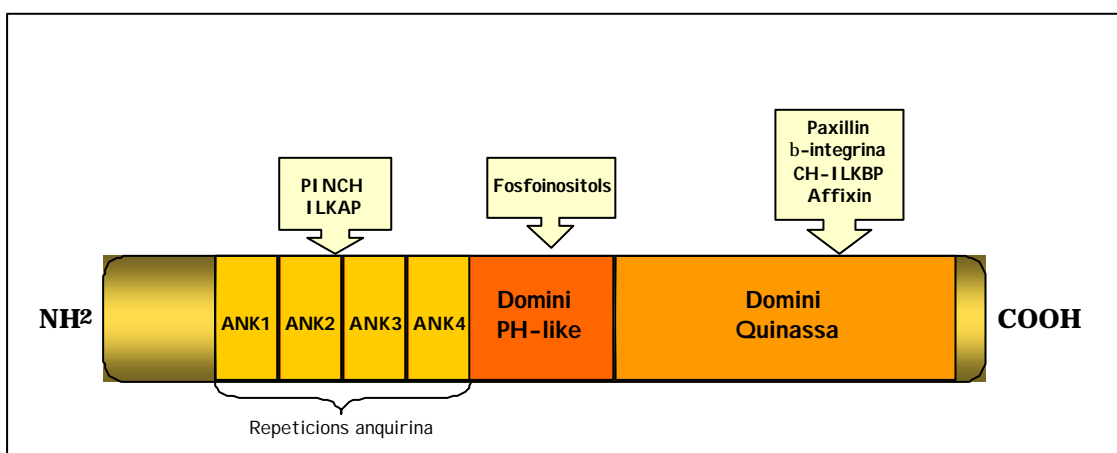 Paxillin
b-integrina
CH-ILKBP
Affixin
PINCH
ILKAP
Fosfoinositols
NH2
ANK1
ANK2
ANK3
ANK4
Domini
PH-like
Domini
Quinassa
COOH
Repeticions anquirina